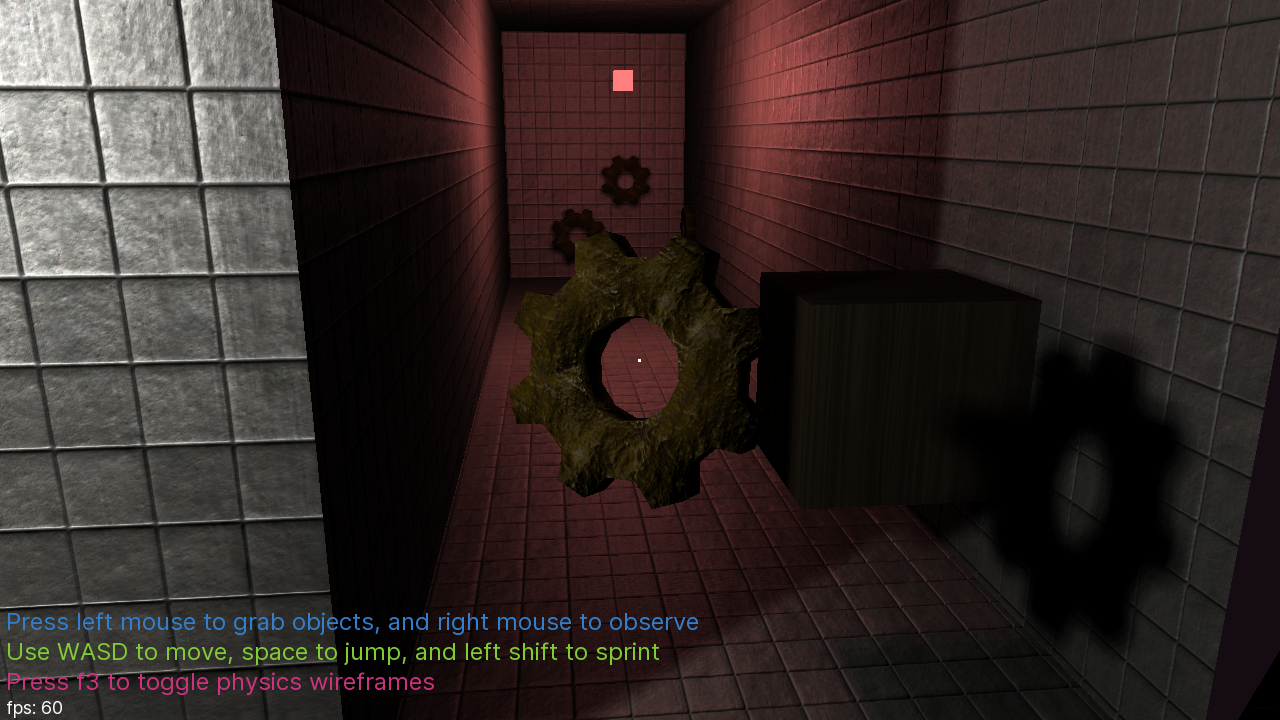 Press left mouse to grab objects, and right mouse to observe
Use WASD to move, space to jump, and left shift to sprint
Press f3 to toggle physics wireframes
fps: 60